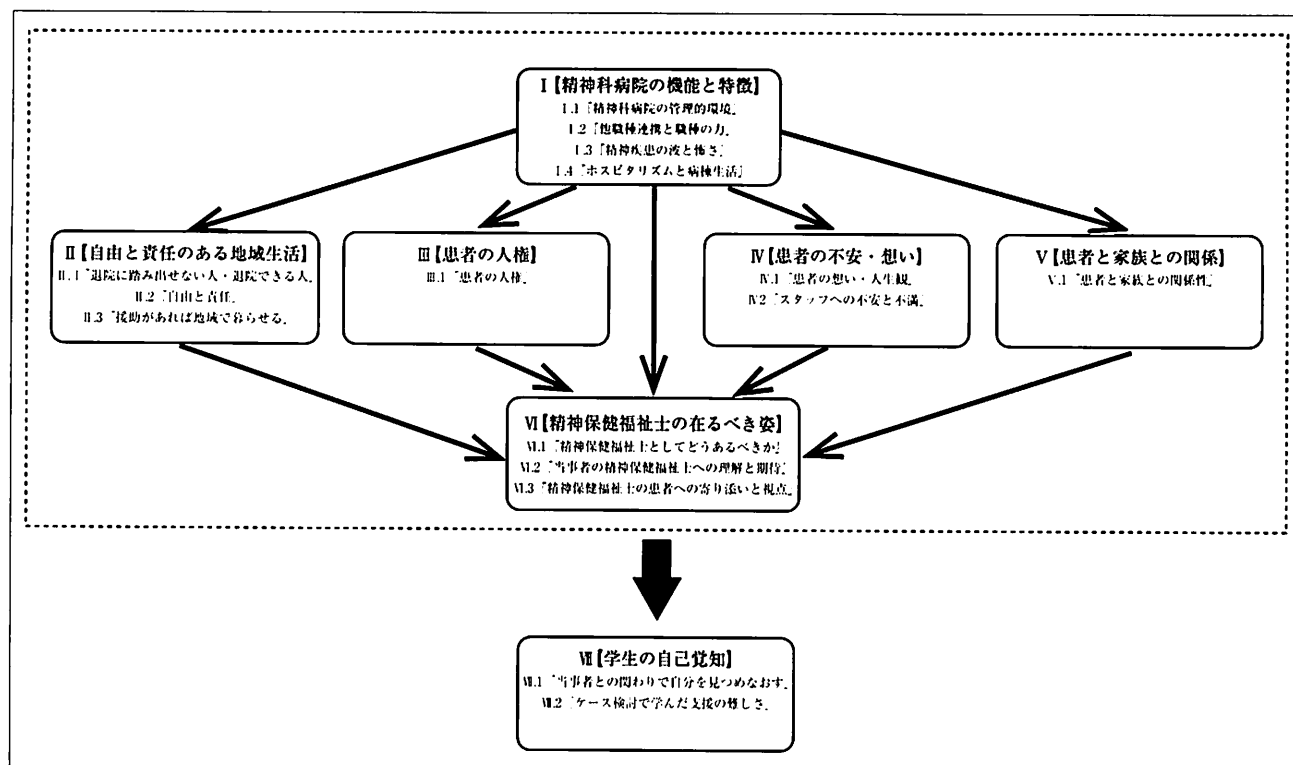 Ⅰ【精神科病院の機能と特徴】
Ⅰ.1「精神科病院の管理的環境」
Ⅰ.2「他職種連携と職種の力」
Ⅰ.3「精神疾患の波と怖さ」
Ⅰ.4「ホスピタリズムと病棟生活」
Ⅱ【自由と責任のある地域生活】
Ⅱ.1「退院に踏み出せない人・退院できる人」
Ⅱ.2「自由と責任」
Ⅱ.3「援助があれば地域で暮らせる」
Ⅲ【患者の人権】
Ⅲ.1「患者の人権」
Ⅳ【患者の不安・想い】
Ⅳ.1「患者の想い・人生観」
Ⅳ.2「スタッフへの不安と不満」
Ⅴ【患者と家族との関係】
Ⅴ.1「患者と家族との関係性」
Ⅵ【精神保健福祉士の在るべき姿】
Ⅵ.1「精神保健福祉士としてどうあるべきか」
Ⅵ.2「当事者の精神保健福祉士への理解と期待」
Ⅵ.3「精神保健福祉士の患者への寄り添いと視点」
Ⅶ【学生の自己覚知】
Ⅶ.1「当事者との関わりで自分を見つめなおす」
Ⅶ.2「ケース検討で学んだ支援の難しさ」